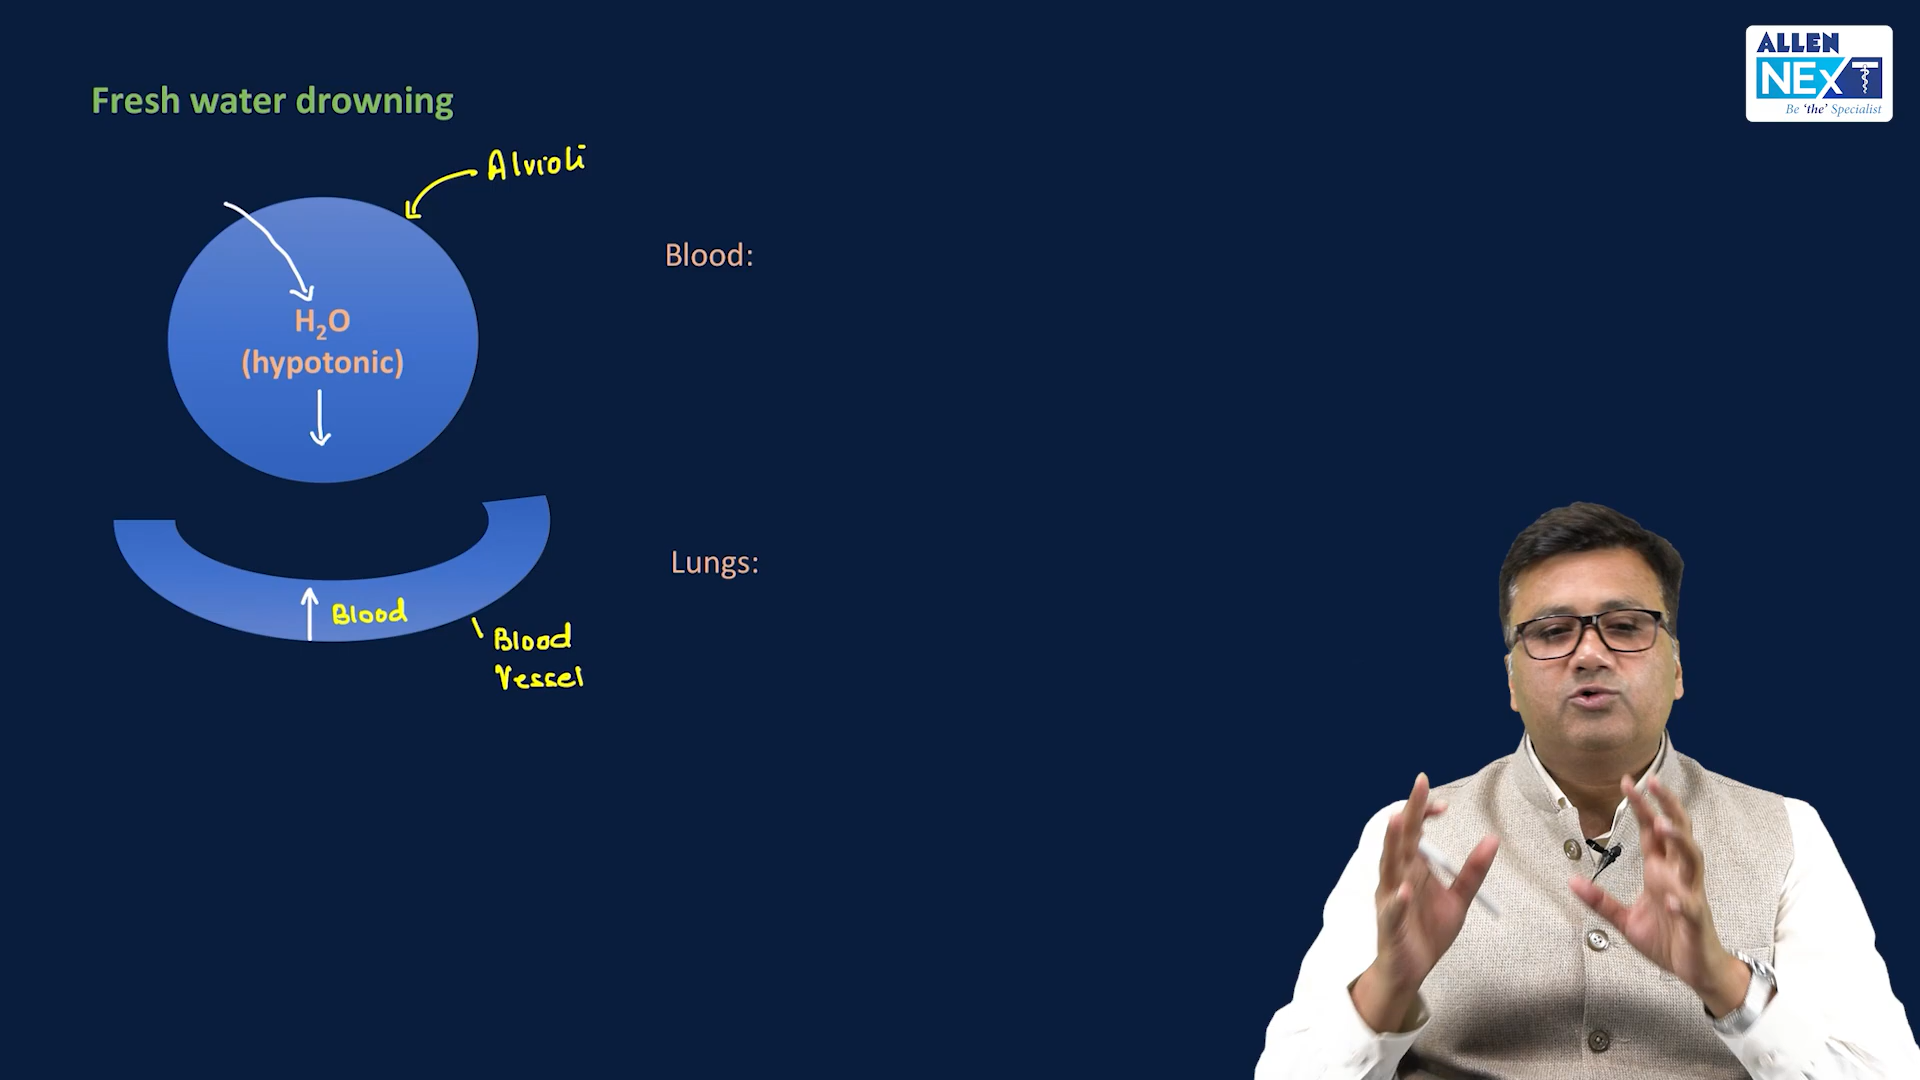 Fresh water drowning
ALLEN
NEXT
Be 'the' Specialist
Alvioli
Blood:
H₂O
(hypotonic)
Lungs:
Blood
Blood
Vessel